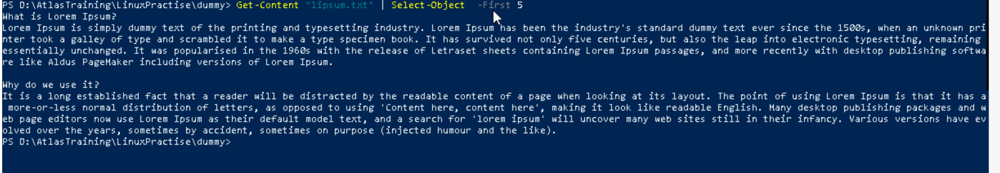 PS D:\AtlasTraining\LinuxPractise\dummy> Get-Content "lipsum.txt" | Select-Object  -First 5
What is Lorem Ipsum?
Lorem Ipsum is simply dummy text of the printing and typesetting industry. Lorem Ipsum has been the industry's standard dummy text ever since the 1500s, when an unknown pri
nter took a galley of type and scrambled it to make a type specimen book. It has survived not only five centuries, but also the leap into electronic typesetting, remaining
essentially unchanged. It was popularised in the 1960s with the release of Letraset sheets containing Lorem Ipsum passages, and more recently with desktop publishing softwa
re like Aldus PageMaker including versions of Lorem Ipsum.

Why do we use it?
It is a long established fact that a reader will be distracted by the readable content of a page when looking at its layout. The point of using Lorem Ipsum is that it has a
 more-or-less normal distribution of letters, as opposed to using 'Content here, content here', making it look like readable English. Many desktop publishing packages and w
eb page editors now use Lorem Ipsum as their default model text, and a search for 'lorem ipsum' will uncover many web sites still in their infancy. Various versions have ev
olved over the years, sometimes by accident, sometimes on purpose (injected humour and the like).
PS D:\AtlasTraining\LinuxPractise\dummy>